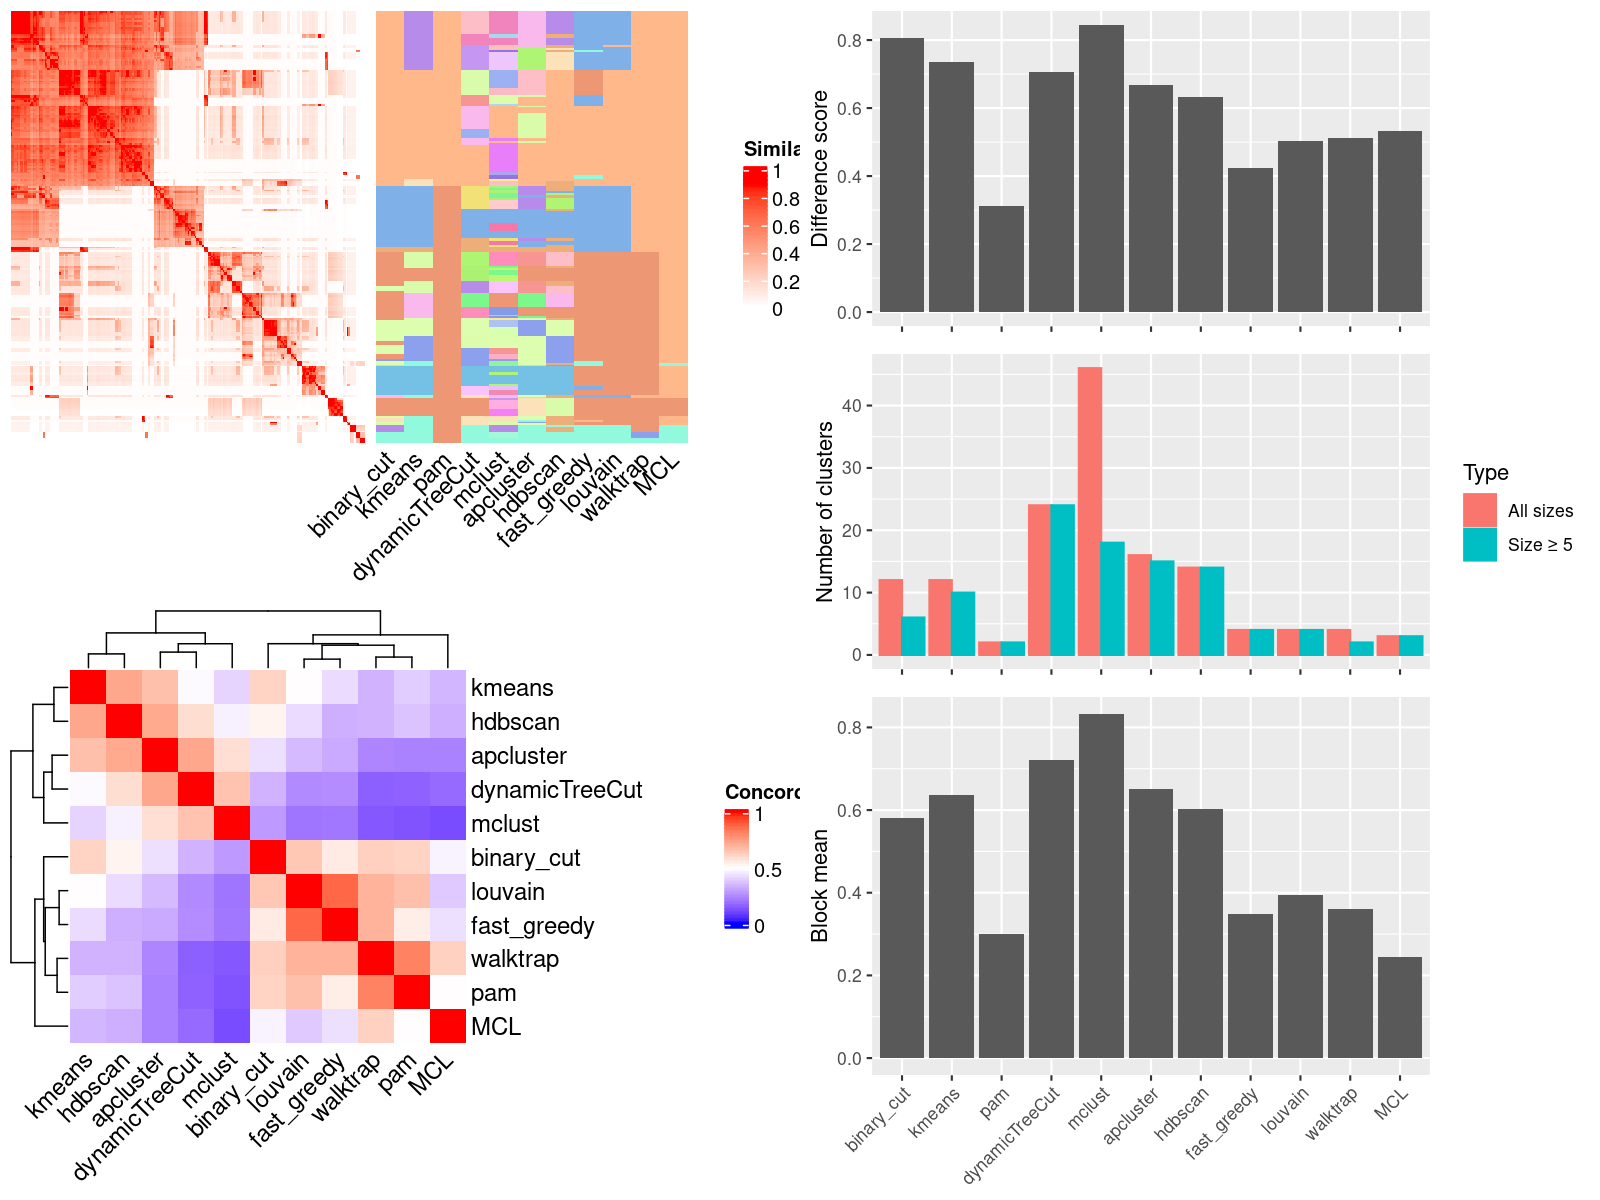 Simila
1
0.8
0.6
0.4
0.2
0
binary_cut
kmeans
pam
dynamicTreeCut
mclust
apcluster
hdbscan
fast_greedy
louvain
walktrap
MCL
Difference score
0.8
0.6
0.4
0.2
0.0
Number of clusters
40
30
20
10
0
Type
All sizes
Size ≥ 5
kmeans
hdbscan
apcluster
dynamicTreeCut
mclust
binary_cut
louvain
fast_greedy
walktrap
pam
MCL
kmeans
hdbscan
apcluster
dynamicTreeCut
mclust
binary_cut
louvain
fast_greedy
walktrap
pam
MCL
Concord
1
0.5
0
Block mean
0.8
0.6
0.4
0.2
0.0
binary_cut
kmeans
pam
dynamicTreeCut
mclust
apcluster
hdbscan
fast_greedy
louvain
walktrap
MCL